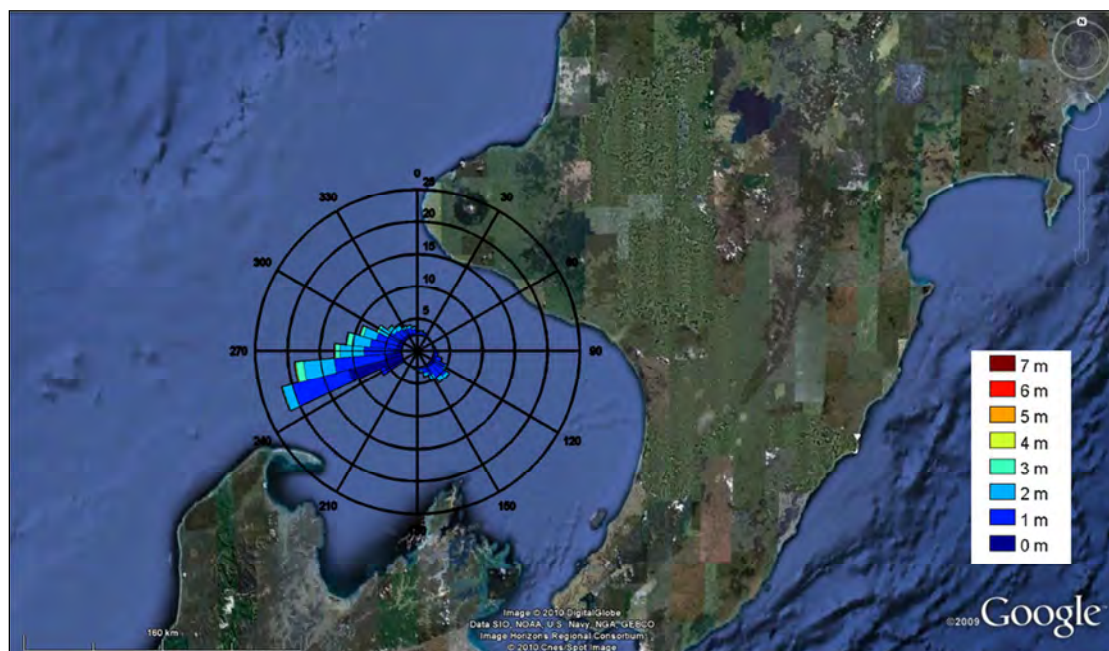 N
0
25
330
30
20
15
300
60
10
5
270
90
240
120
210
150
7 m
6 m
5 m
4 m
3 m
2 m
1 m
0 m
160 km
Image © 2010 DigitalGlobe
Data SIO, NOAA, U.S. Navy, NGA, GEBCO
Image Horizons Regional Consortium
© 2010 Cnes/Spot Image
©2009 Google